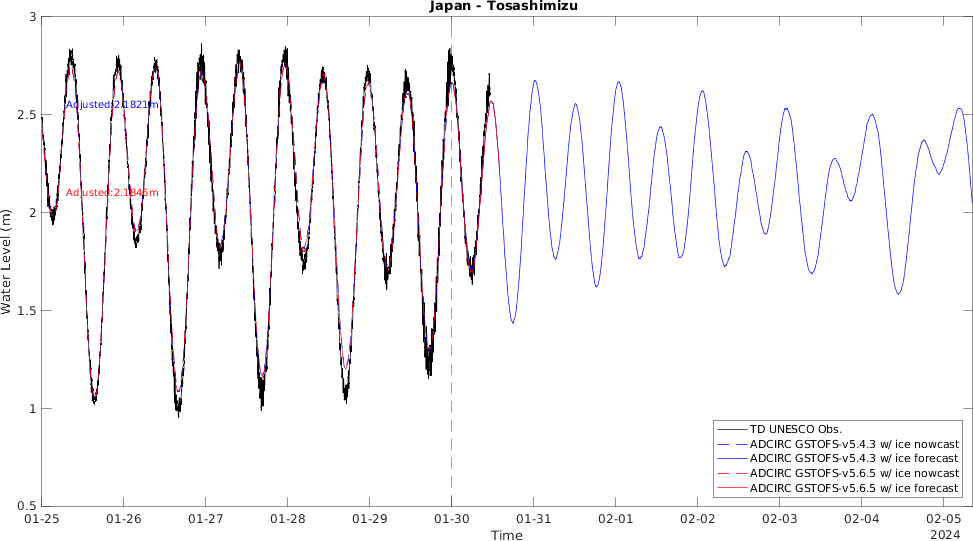 Japan - Tosashimizu
3
2.5
2
1.5
1
0.5
Water Level (m)
Adjusted:2.1821m
Adjusted:2.1845m
TD UNESCO Obs.
ADCIRC GSTOFS-v5.4.3 w/ ice nowcast
ADCIRC GSTOFS-v5.4.3 w/ ice forecast
ADCIRC GSTOFS-v5.6.5 w/ ice nowcast
ADCIRC GSTOFS-v5.6.5 w/ ice forecast
01-25 01-26 01-27 01-28 01-29 01-30 01-31 02-01 02-02 02-03 02-04 02-05
2024
Time